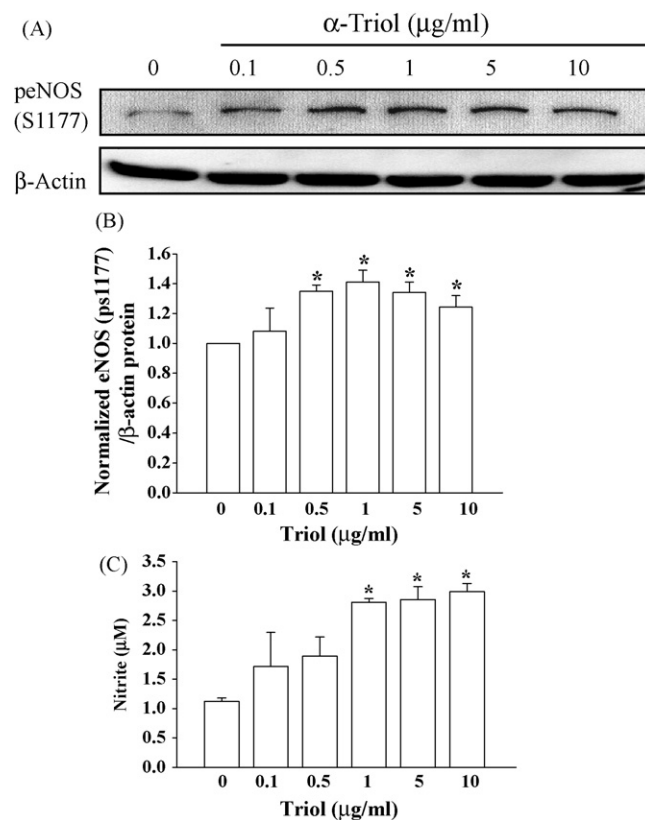 (A)
α-Triol (μg/ml)
0 0.1 0.5 1 5 10
peNOS
(S1177)
β-Actin
(B)
Normalized eNOS (ps1177)
/β-actin protein
1.6
1.4
1.2
1.0
0.8
0.6
0.4
0.2
0.0
* * * *
0 0.1 0.5 1 5 10
Triol (μg/ml)
(C)
Nitrite (μM)
3.5
3.0
2.5
2.0
1.5
1.0
0.5
0.0
* * *
0 0.1 0.5 1 5 10
Triol (μg/ml)